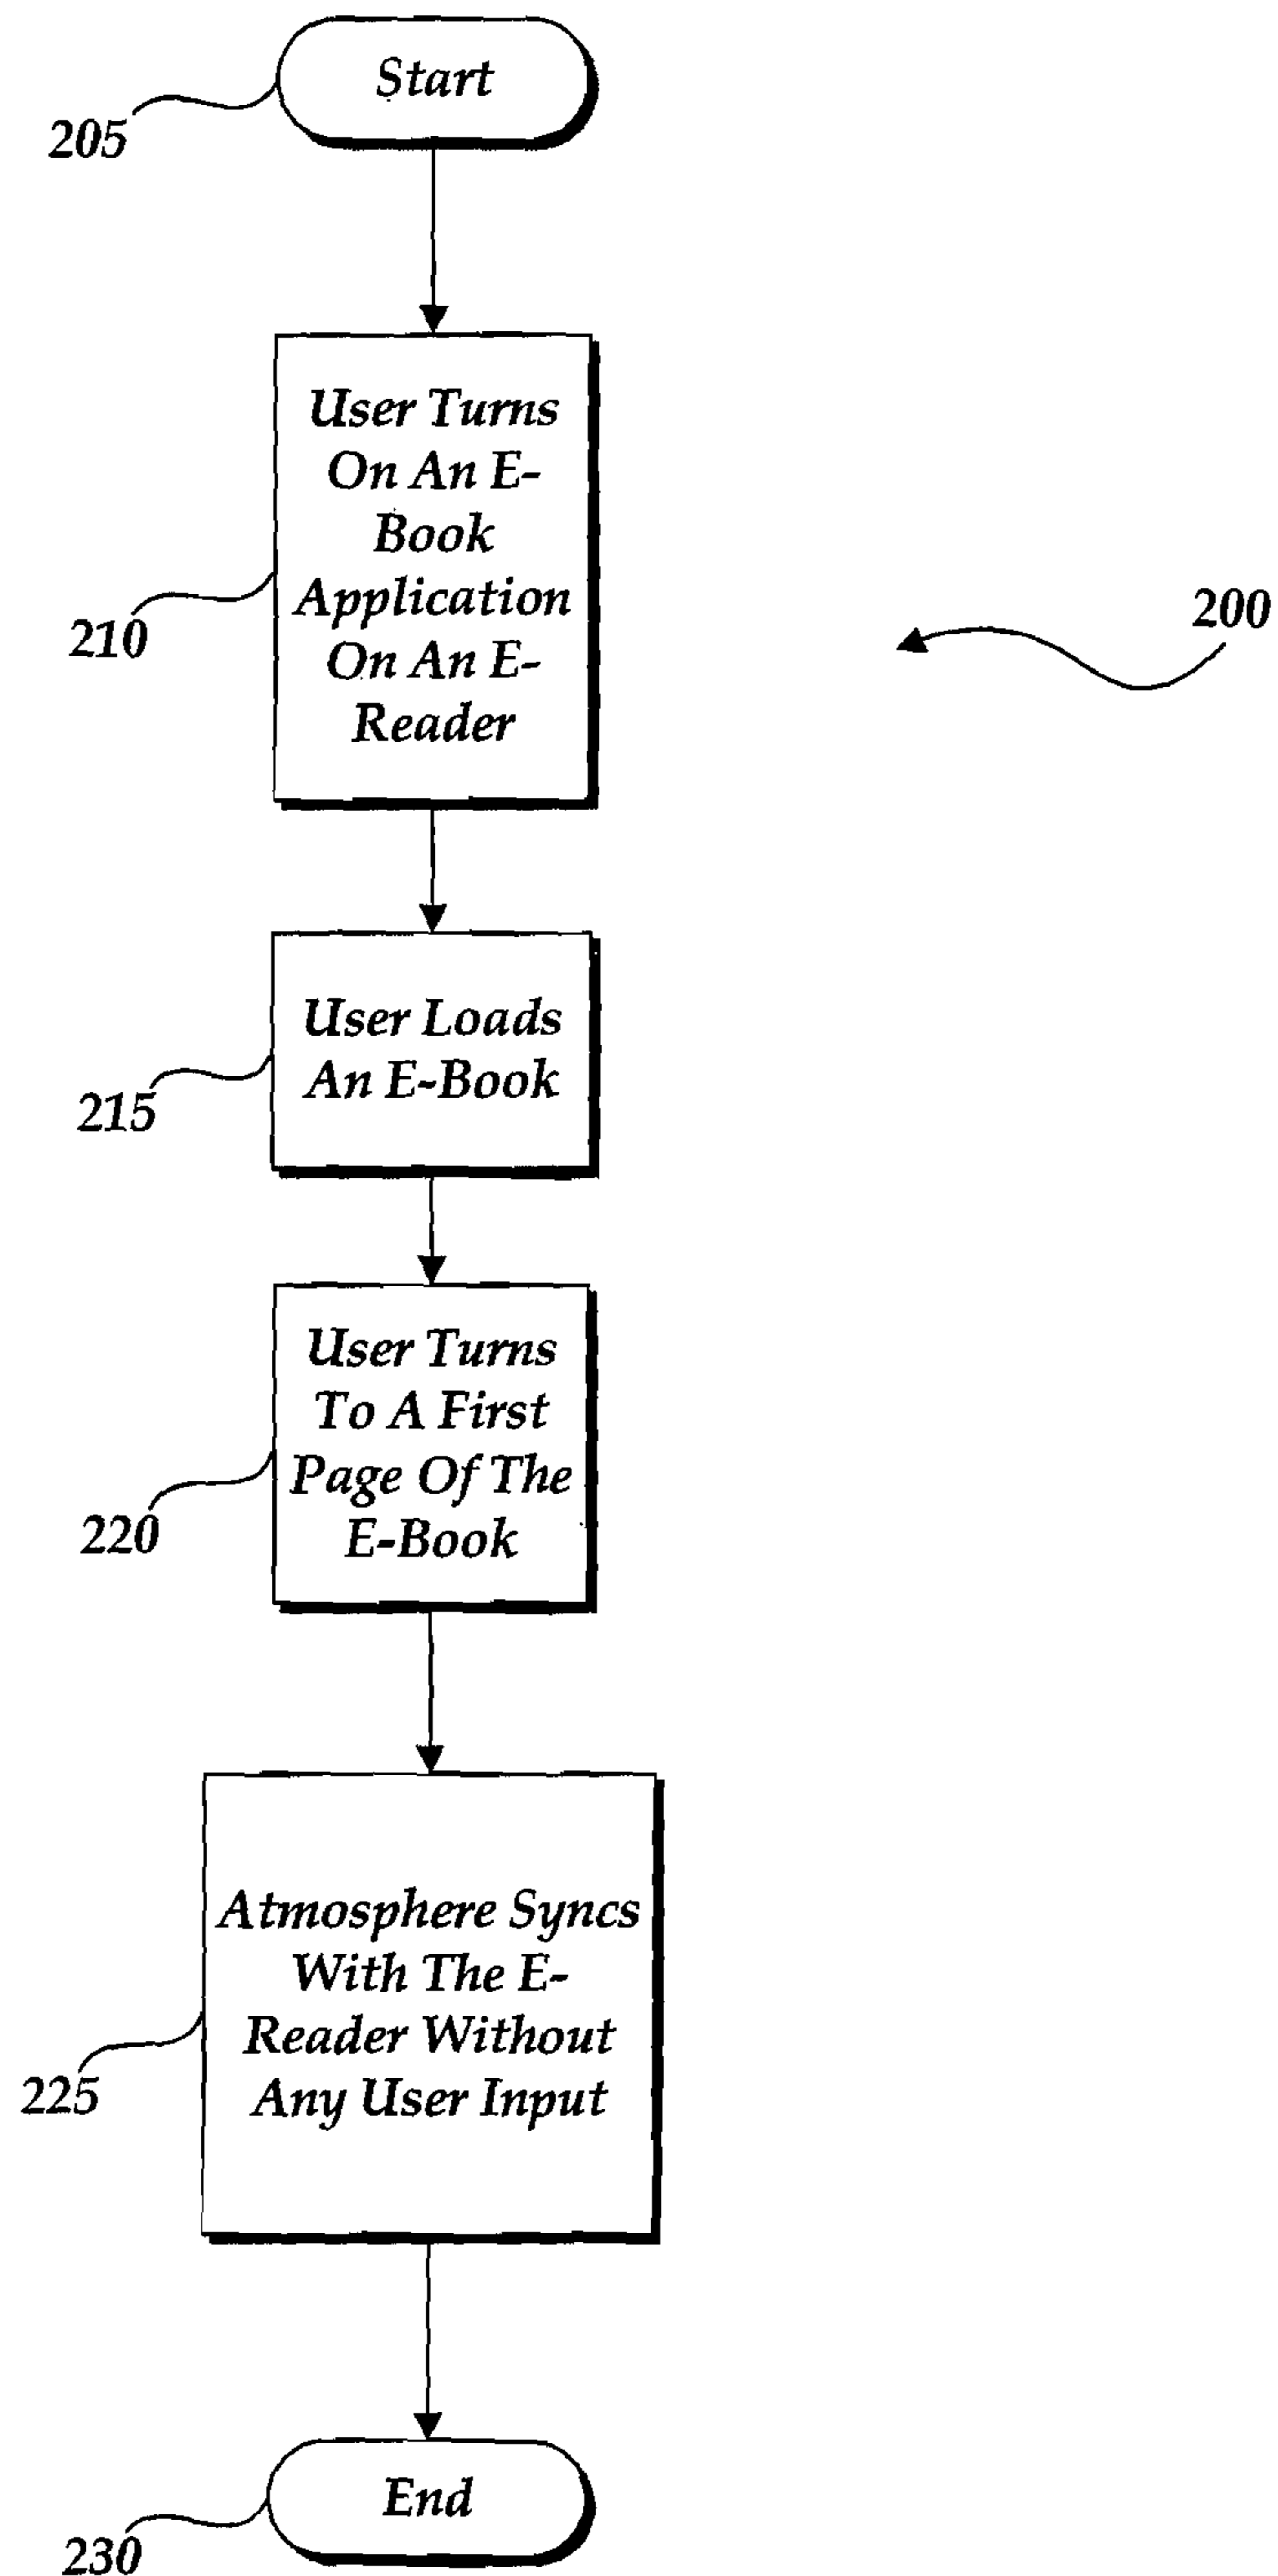 Start
205
User Turns
On An E-
Book
Application
On An E-
Reader
210
200
User Loads
An E-Book
215
User Turns
To A First
Page Of The
E-Book
220
Atmosphere Syncs
With The E-
Reader Without
Any User Input
225
End
230